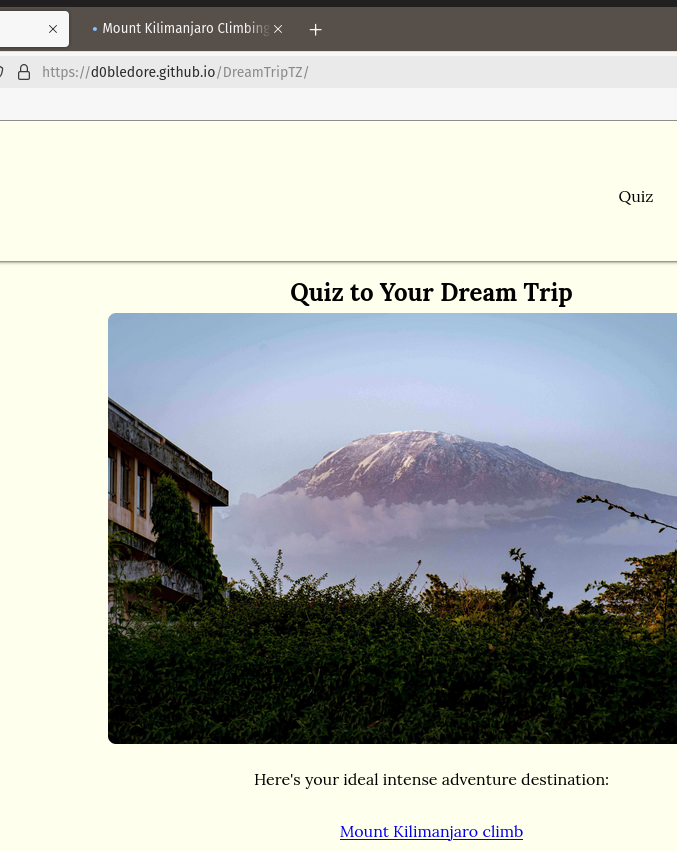 Mount Kilimanjaro Climbing
https://d0bledore.github.io/DreamTripTZ/
Quiz
Quiz to Your Dream Trip
Here's your ideal intense adventure destination:
Mount Kilimanjaro climb